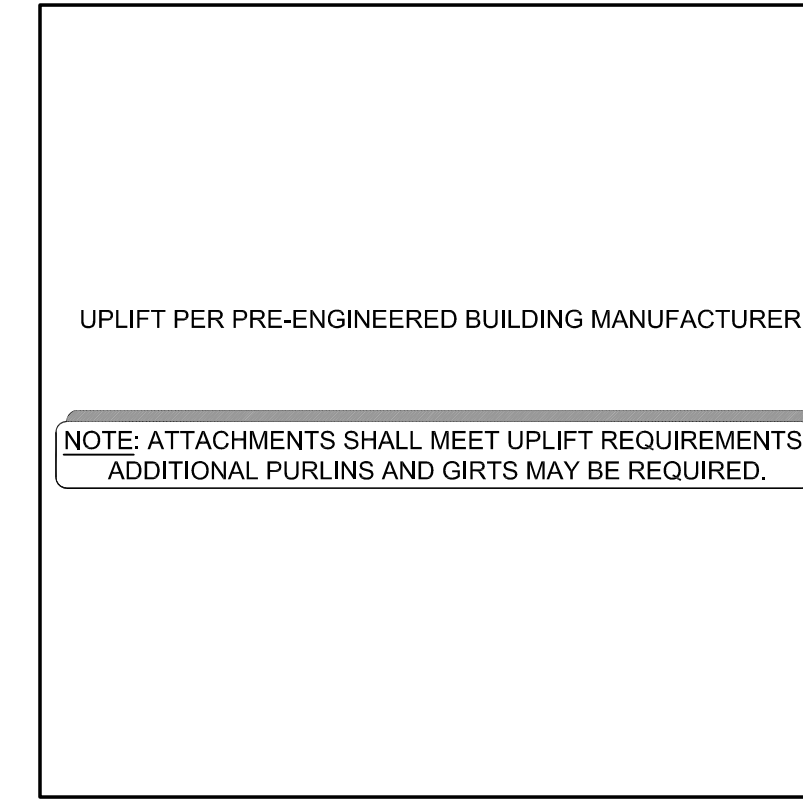 UPLIFT PER PRE-ENGINEERED BUILDING MANUFACTURER
NOTE: ATTACHMENTS SHALL MEET UPLIFT REQUIREMENTS
ADDITIONAL PURLINS AND GIRTS MAY BE REQUIRED.